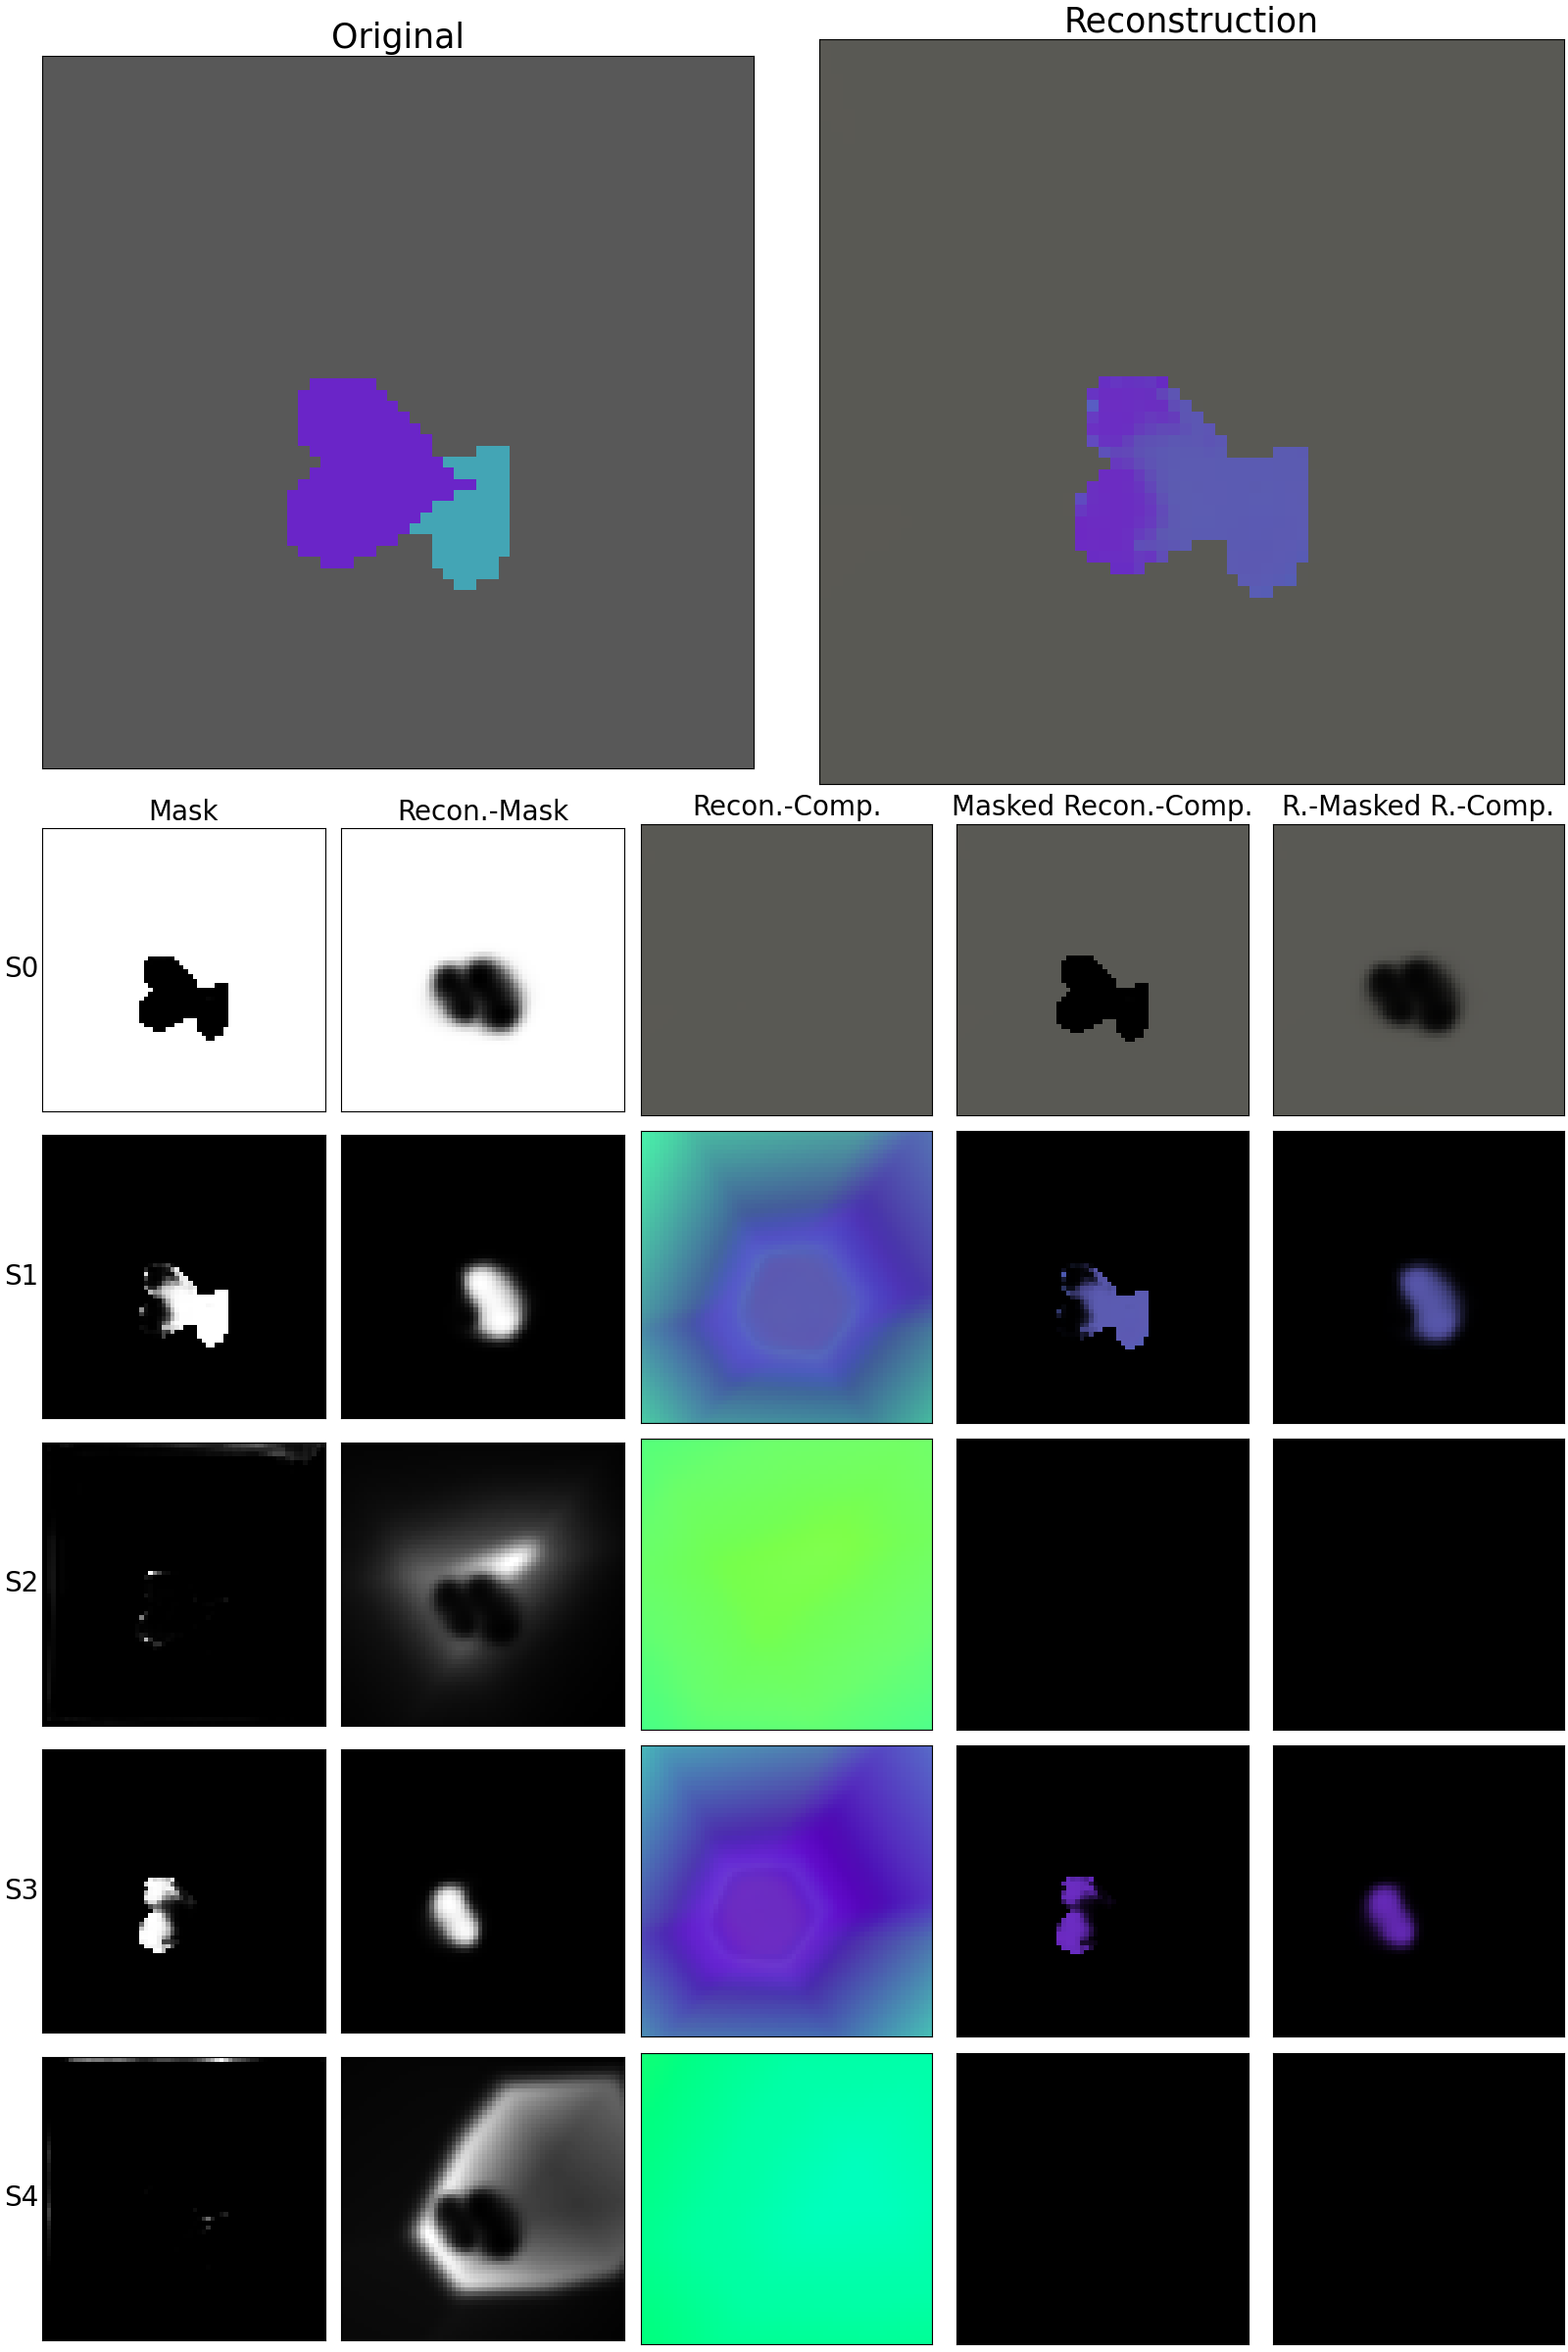 Original
Reconstruction
Mask
Recon.-Mask
Recon.-Comp.
Masked Recon.-Comp.
R.-Masked R.-Comp.
S0
S1
S2
S3
S4